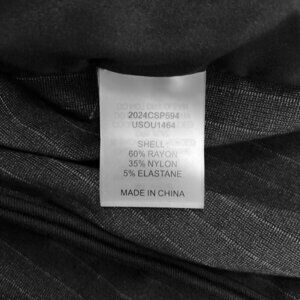 2024CSP594
USOU1464
SHELL
60% RAYON
35% NYLON
5% ELASTANE
MADE IN CHINA